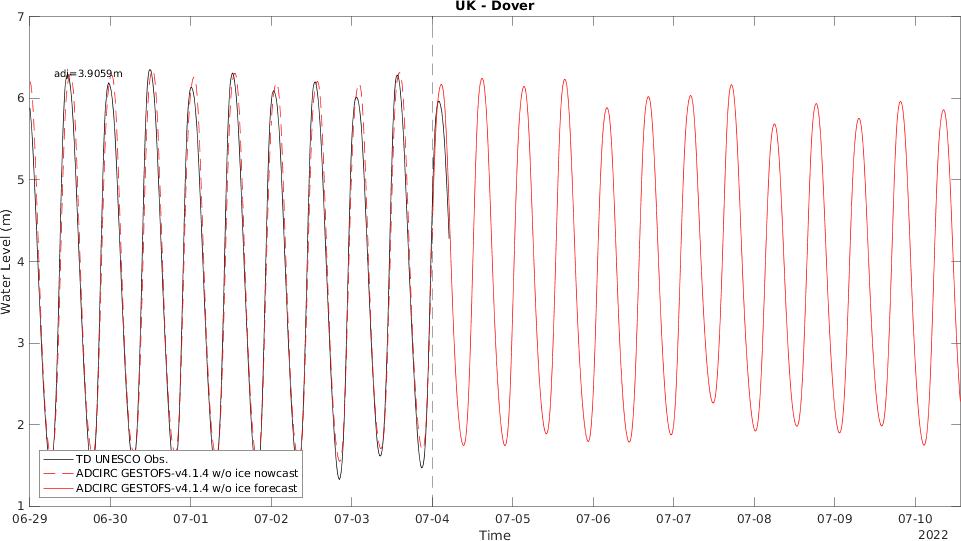 UK - Dover
7
6
5
4
3
2
1
Water Level (m)
adj=3.9059m
TD UNESCO Obs.
ADCIRC GESTOFS-v4.1.4 w/o ice nowcast
ADCIRC GESTOFS-v4.1.4 w/o ice forecast
06-29 06-30 07-01 07-02 07-03 07-04 07-05 07-06 07-07 07-08 07-09 07-10
Time
2022